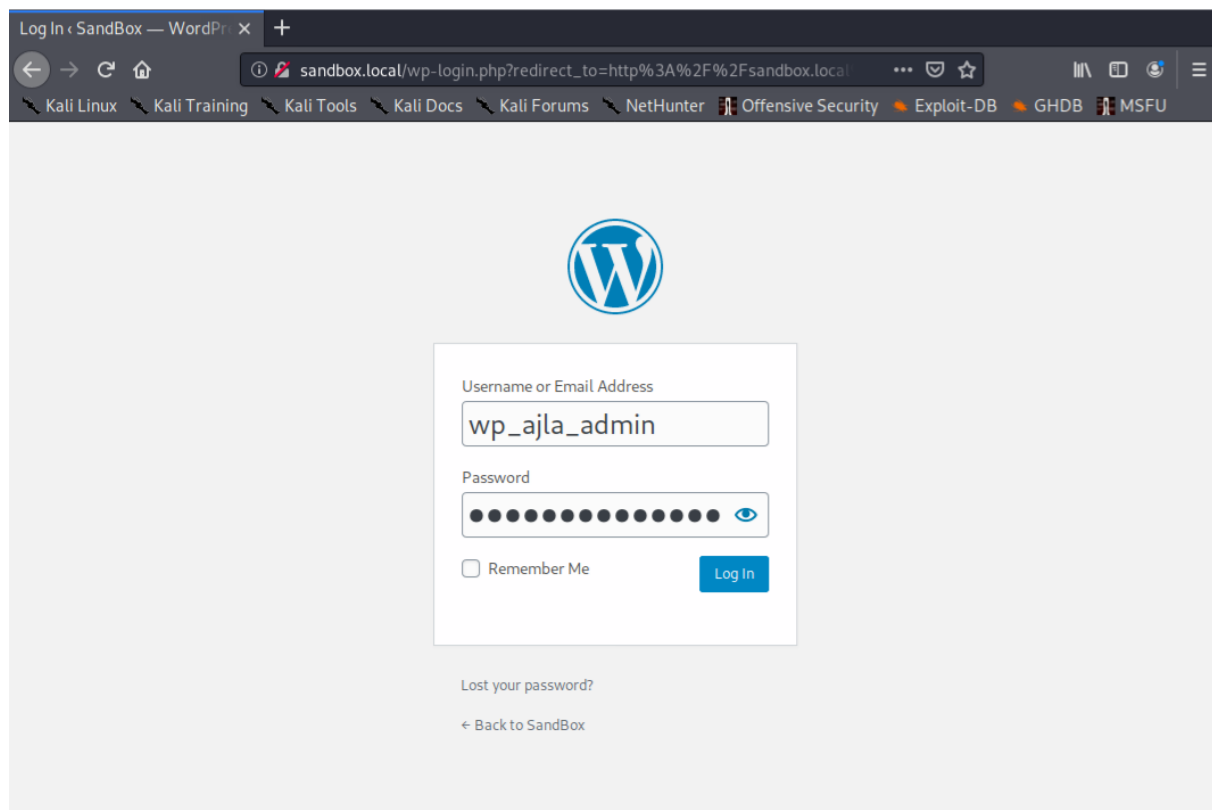 Log In ‹ SandBox — WordPr
sandbox.local/wp-login.php?redirect_to=http%3A%2F%2Fsandbox.local
Kali Linux Kali Training Kali Tools Kali Docs Kali Forums NetHunter Offensive Security Exploit-DB GHDB MSFU
Username or Email Address
wp_ajla_admin
Password
●●●●●●●●●●●●●●
Remember Me Log In
Lost your password?
← Back to SandBox